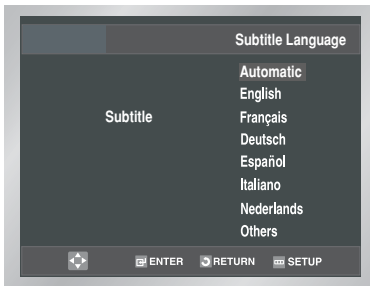 Subtitle Language
Automatic
English
Français
Subtitle
Deutsch
Español
Italiano
Nederlands
Others
ENTER RETURN SETUP